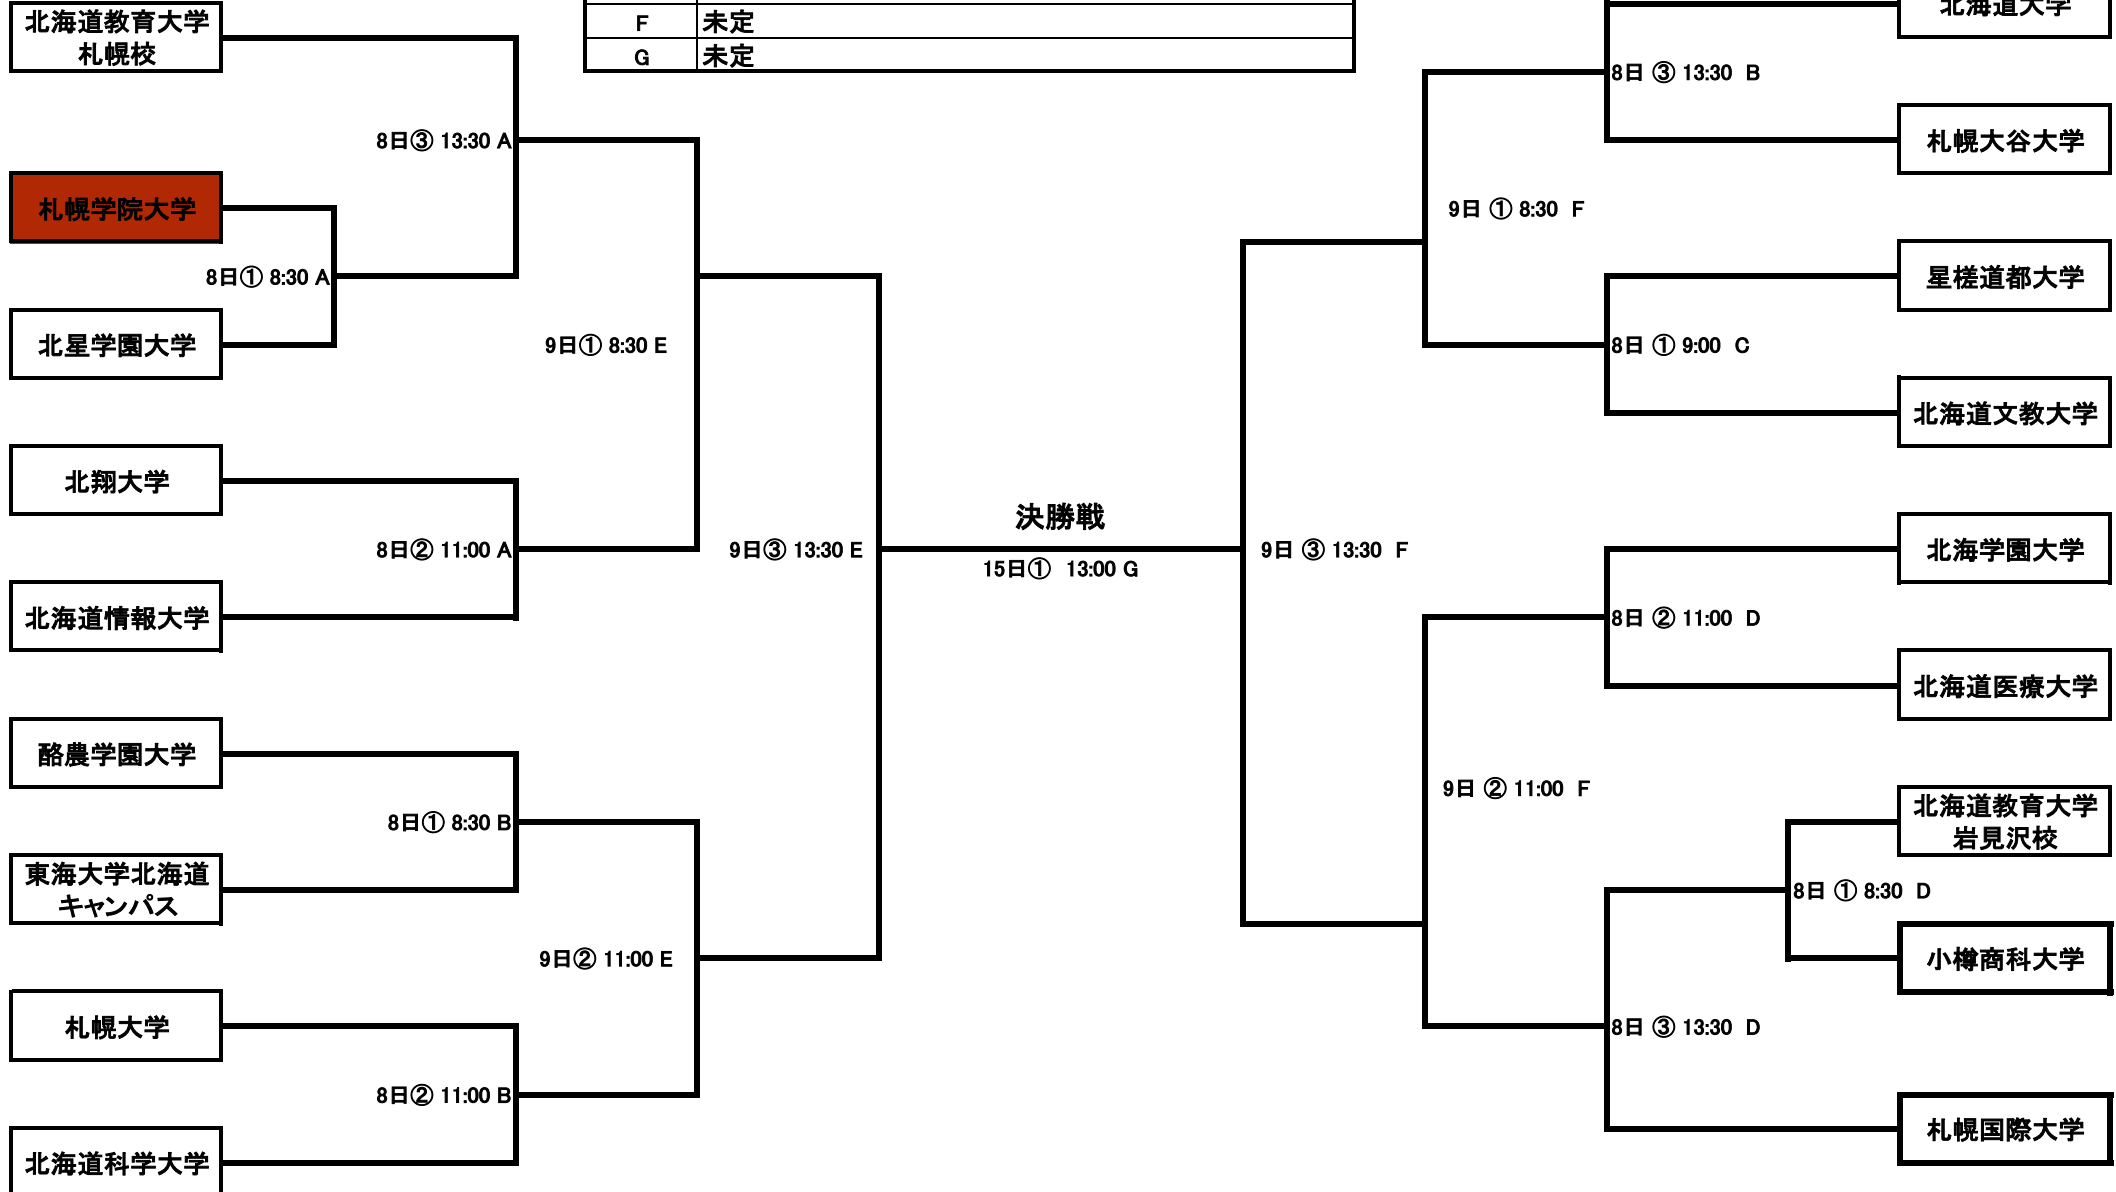 北海道教育大学
札幌校
札幌学院大学
北星学園大学
北翔大学
北海道情報大学
酪農学園大学
東海大学北海道
キャンパス
札幌大学
北海道科学大学
8日③ 13:30 A
8日① 8:30 A
8日② 11:00 A
8日① 8:30 B
8日② 11:00 B
9日① 8:30 E
9日② 11:00 E
9日③ 13:30 E
F 未定
G 未定
決勝戦
15日① 13:00 G
9日 ③ 13:30 F
9日 ① 8:30 F
9日 ② 11:00 F
8日 ③ 13:30 B
8日 ① 9:00 C
8日 ② 11:00 D
8日 ① 8:30 D
8日 ③ 13:30 D
北海道大学
札幌大谷大学
星槎道都大学
北海道文教大学
北海学園大学
北海道医療大学
北海道教育大学
岩見沢校
小樽商科大学
札幌国際大学